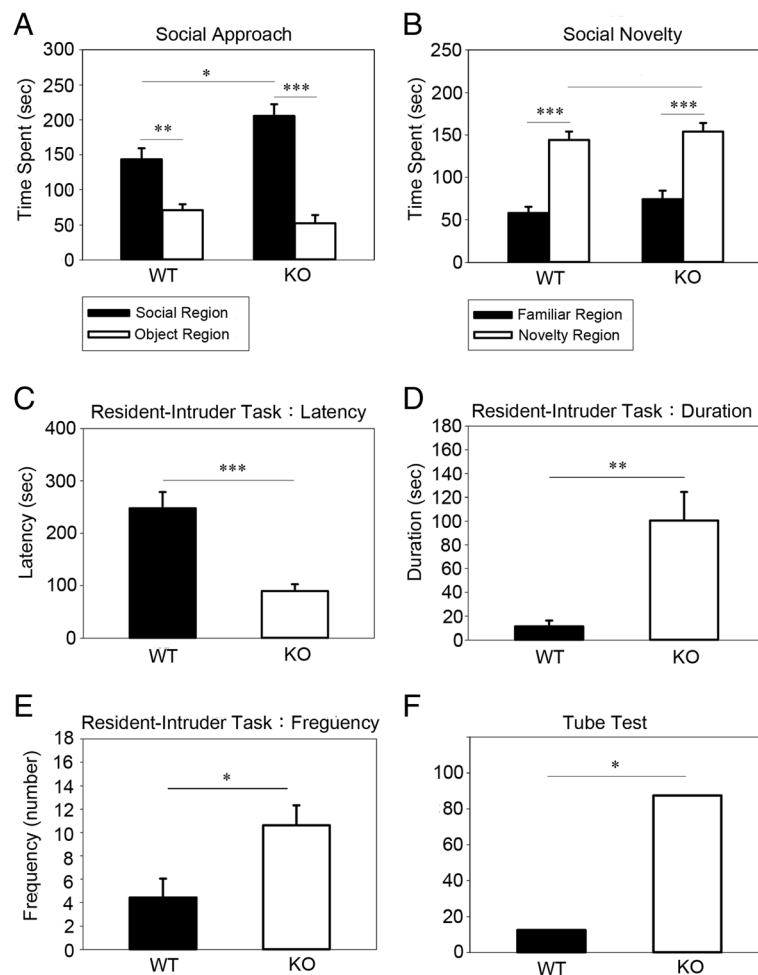 A
Social Approach
Time Spent (sec)
300
250
200
150
100
50
0
*
**
***
WT
KO
Social Region
Object Region
B
Social Novelty
Time Spent (sec)
250
200
150
100
50
0
***
***
WT
KO
Familiar Region
Novelty Region
C
Resident-Intruder Task：Latency
Latency (sec)
400
300
200
100
0
***
WT
KO
D
Resident-Intruder Task：Duration
Duration (sec)
180
160
140
120
100
80
60
40
20
0
**
WT
KO
E
Resident-Intruder Task：Freguency
Frequency (number)
18
16
14
12
10
8
6
4
2
0
*
WT
KO
F
Tube Test
100
80
60
40
20
0
*
WT
KO